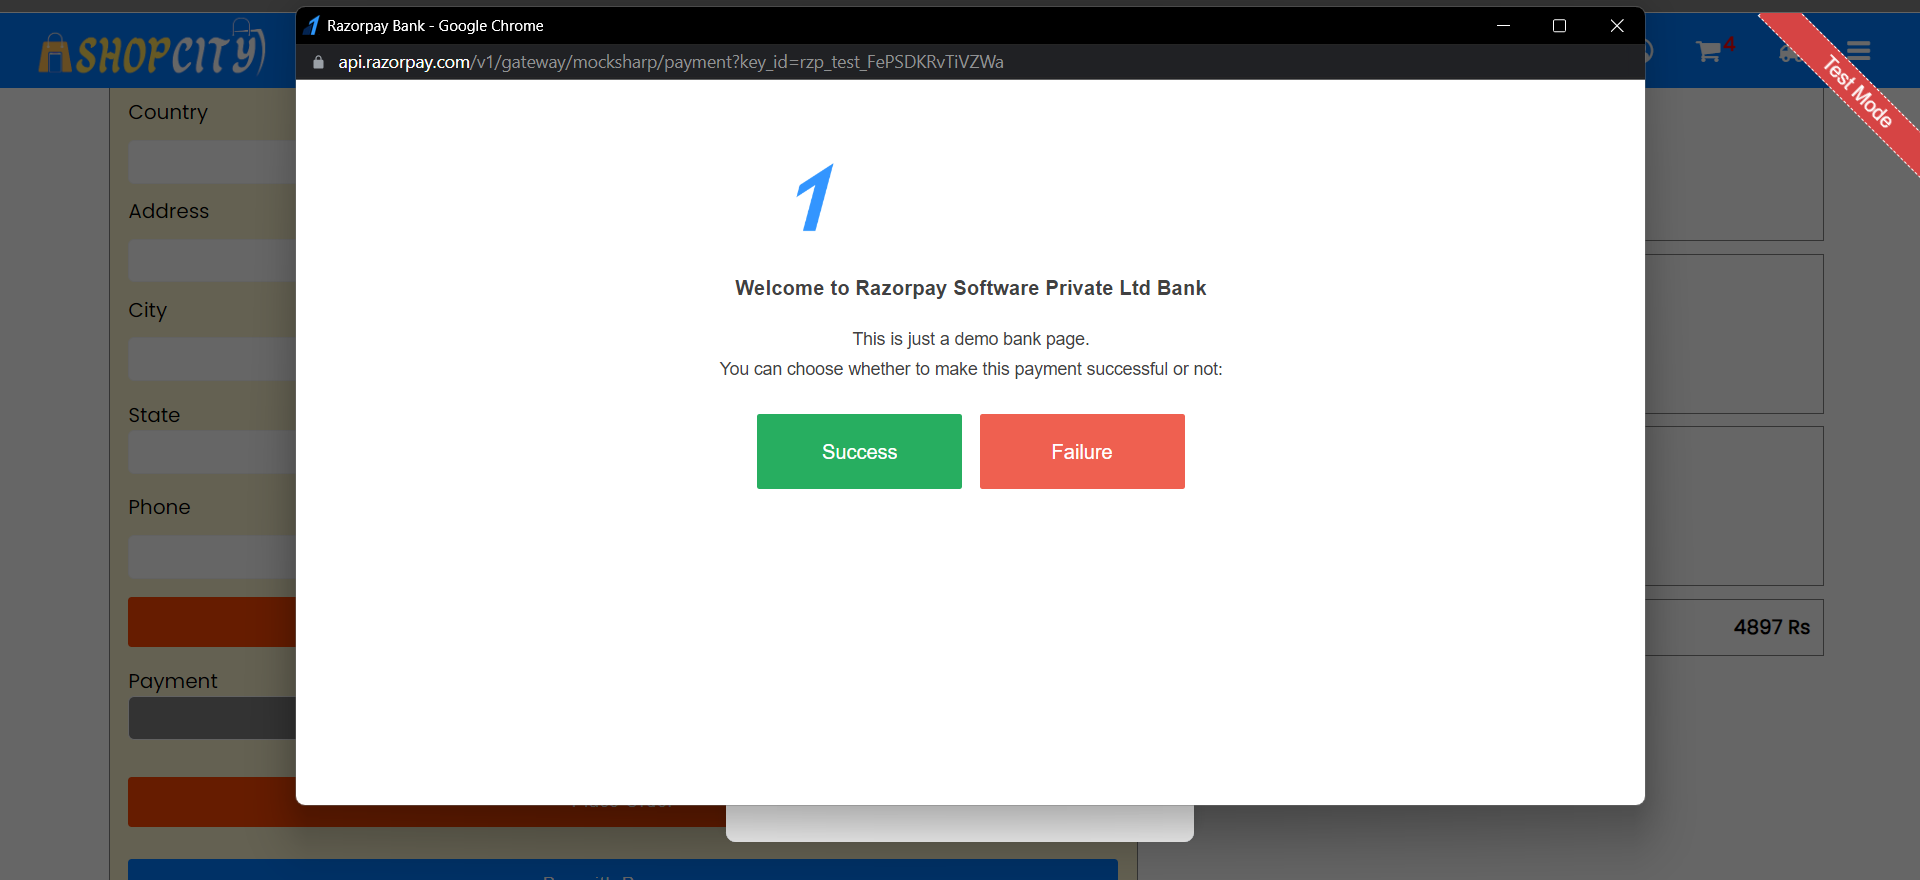 Razorpay Bank - Google Chrome
api.razorpay.com/v1/gateway/mocksharp/payment?key_id=rzp_test_FePSDKRvTiVZWa
SHOPCITY
4
Test Mode
Country
Address
City
State
Phone
Payment
Welcome to Razorpay Software Private Ltd Bank
This is just a demo bank page.
You can choose whether to make this payment successful or not:
Success
Failure
4897 Rs